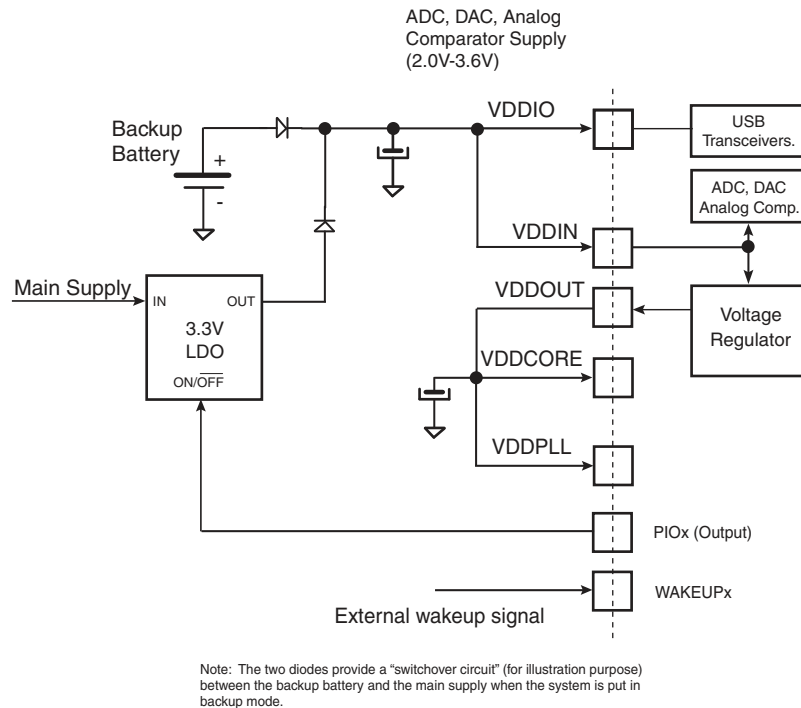 ADC, DAC, Analog
Comparator Supply
(2.0V-3.6V)
Backup
Battery
+
-
VDDIO
USB
Transceivers.
ADC, DAC
Analog Comp.
VDDIN
Main Supply
IN
OUT
3.3V
LDO
ON/OFF
VDDOUT
Voltage
Regulator
VDDCORE
VDDPLL
PIOx (Output)
WAKEUPx
External wakeup signal
Note: The two diodes provide a “switchover circuit” (for illustration purpose)
between the backup battery and the main supply when the system is put in
backup mode.